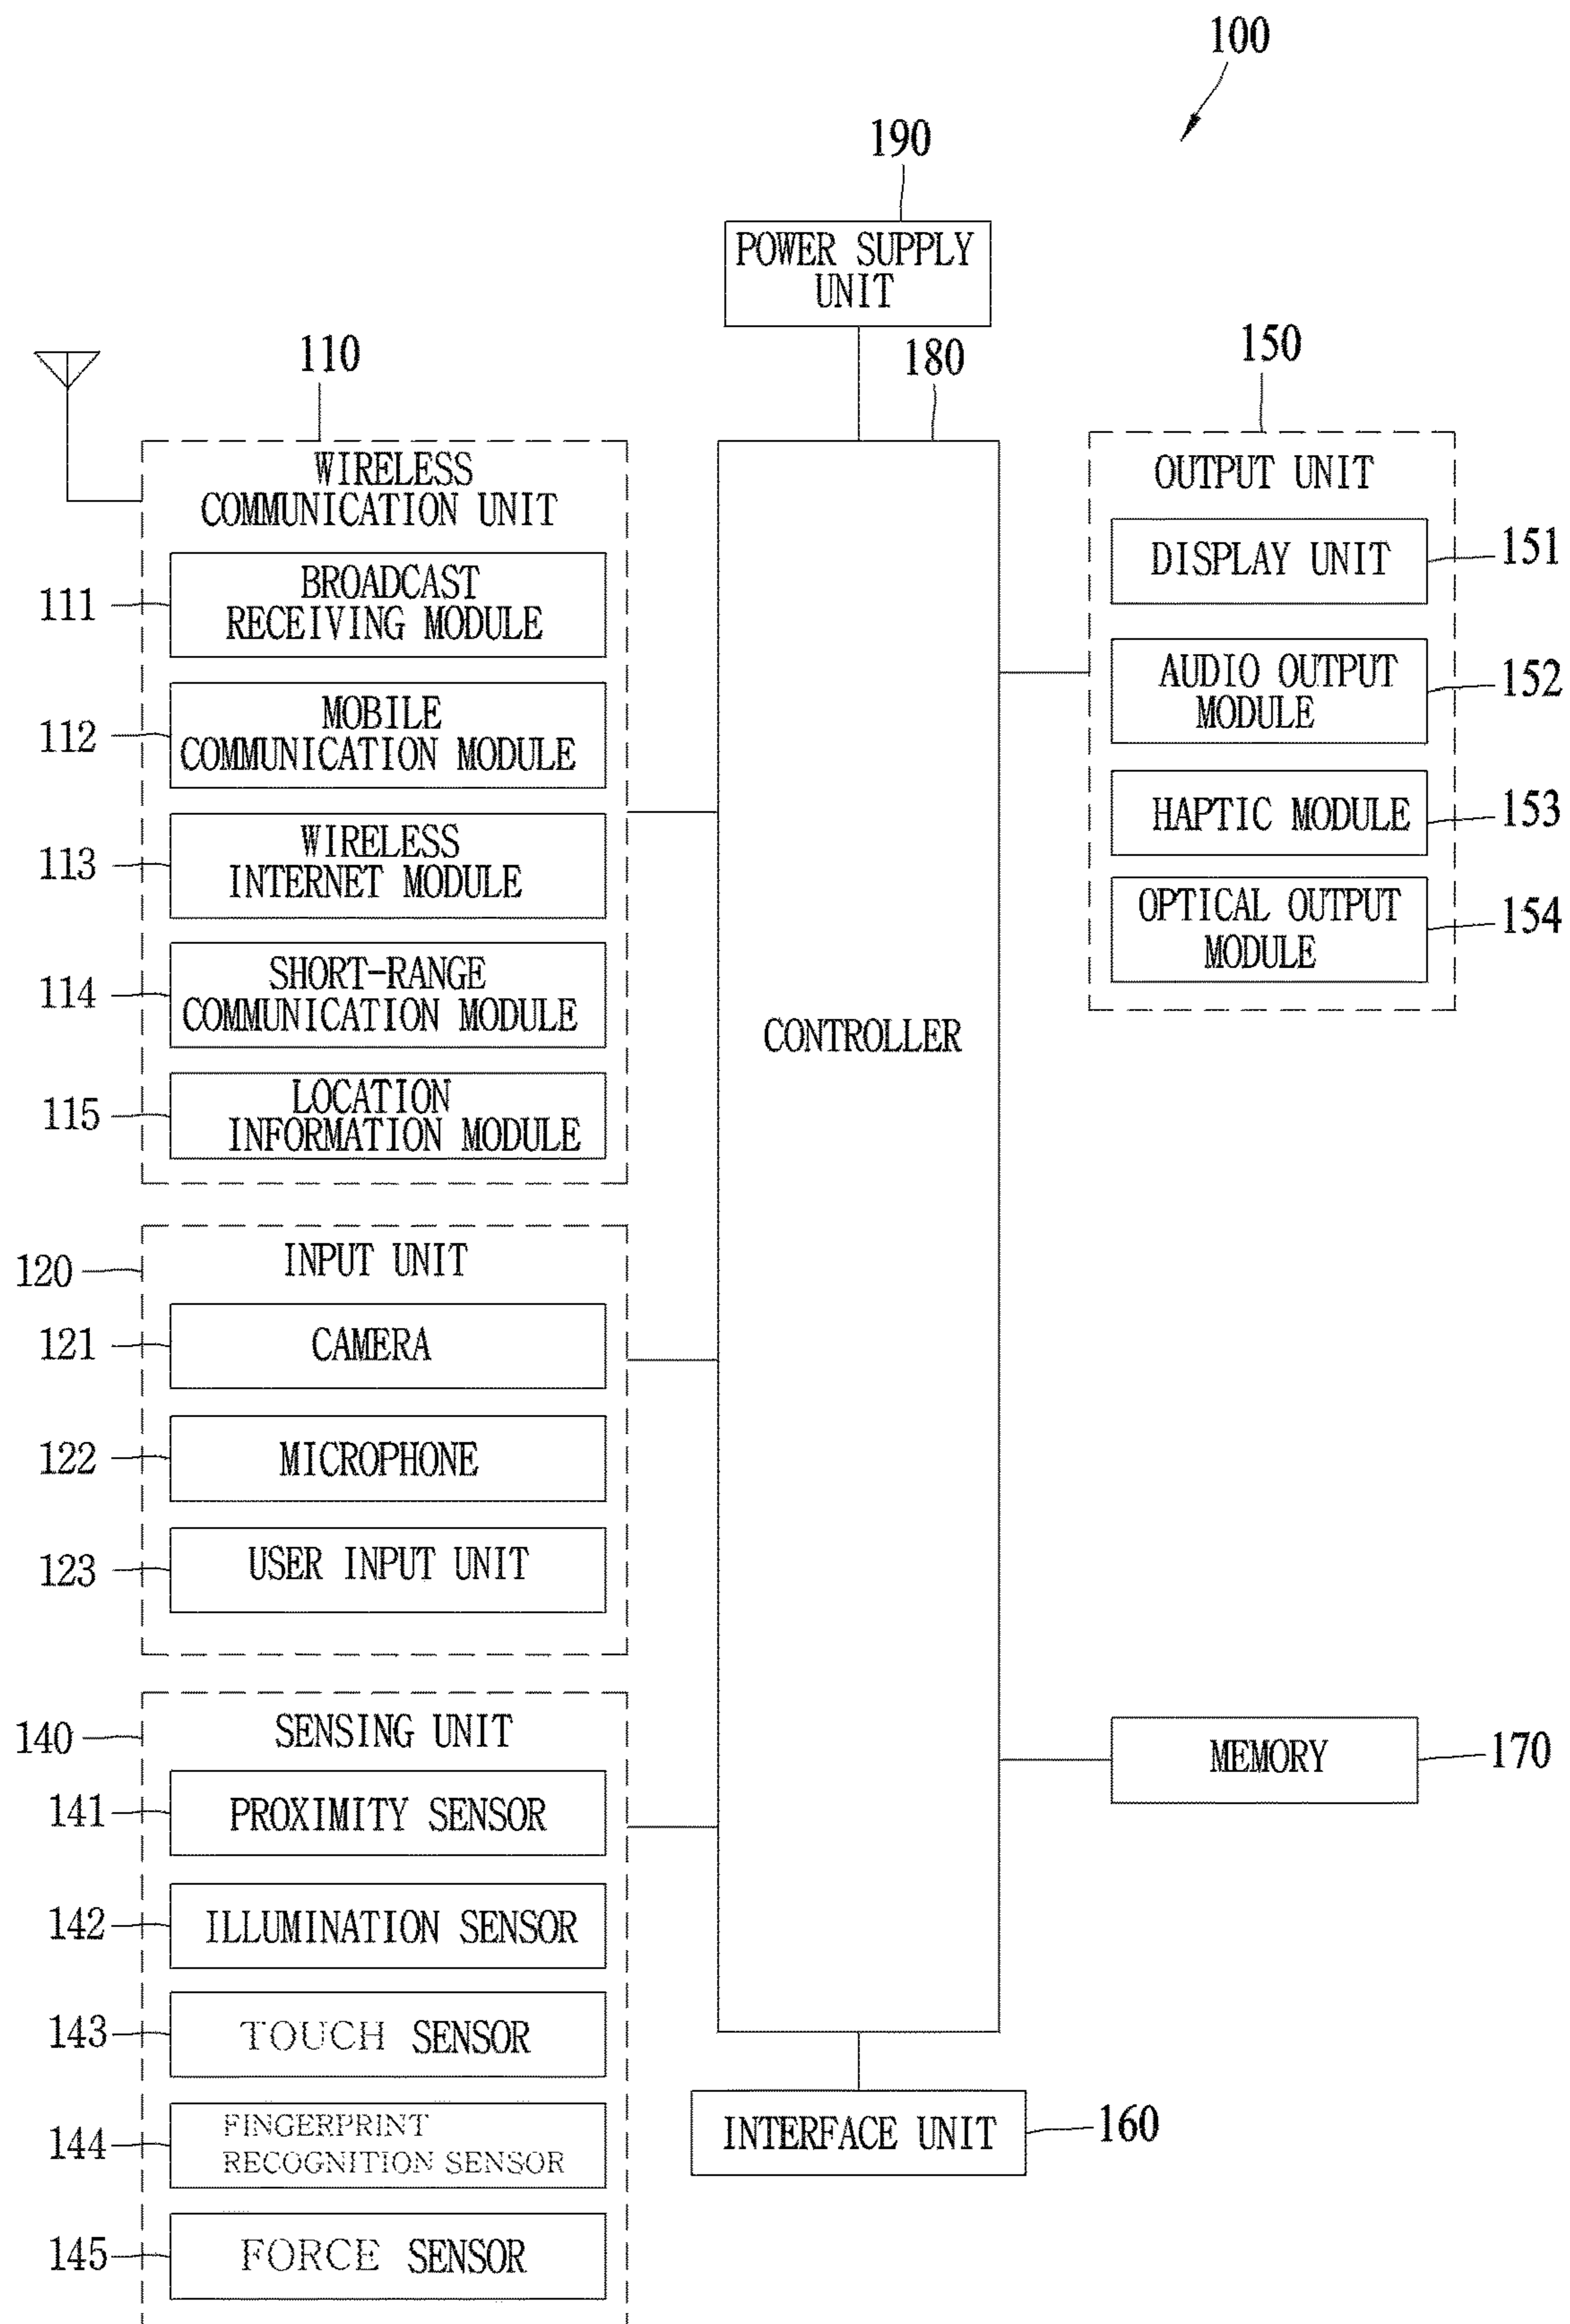 100
190
POWER SUPPLY
UNIT
180
110
WIRELESS
COMMUNICATION UNIT
111
BROADCAST
RECEIVING MODULE
112
MOBILE
COMMUNICATION MODULE
113
WIRELESS
INTERNET MODULE
114
SHORT-RANGE
COMMUNICATION MODULE
115
LOCATION
INFORMATION MODULE
120
INPUT UNIT
121
CAMERA
122
MICROPHONE
123
USER INPUT UNIT
140
SENSING UNIT
141
PROXIMITY SENSOR
142
ILLUMINATION SENSOR
143
TOUCH SENSOR
144
FINGERPRINT
RECOGNITION SENSOR
145
FORCE SENSOR
CONTROLLER
150
OUTPUT UNIT
DISPLAY UNIT
151
AUDIO OUTPUT
MODULE
152
HAPTIC MODULE
153
OPTICAL OUTPUT
MODULE
154
MEMORY
170
INTERFACE UNIT
160